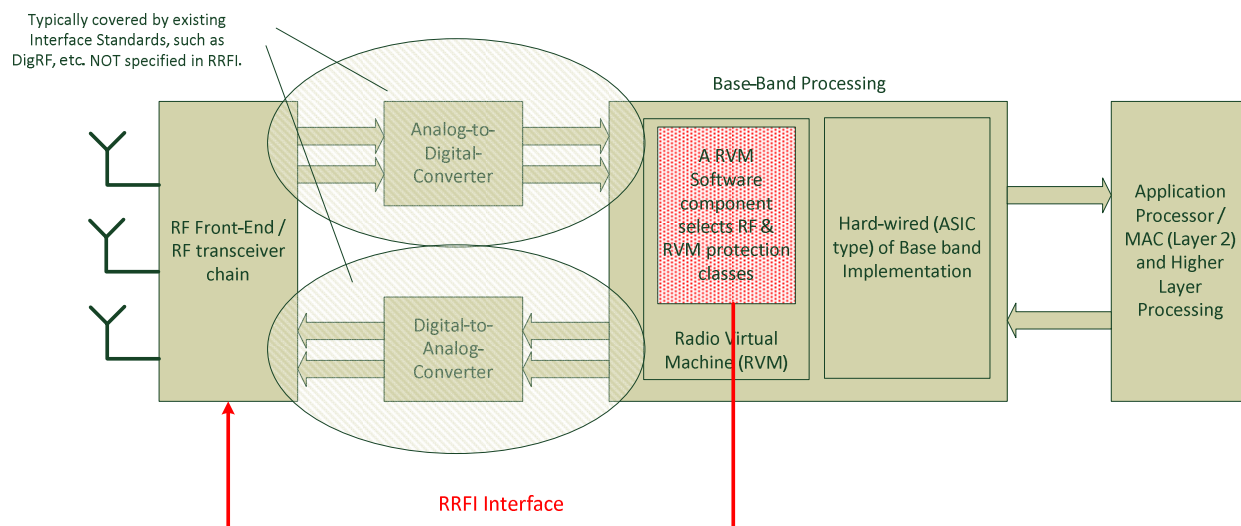 Typically covered by existing
Interface Standards, such as
DigRF, etc. NOT specified in RRFI.
Base-Band Processing
RF Front-End /
RF transceiver
chain
Analog-to-
Digital-
Converter
Digital-to-
Analog-
Converter
A RVM
Software
component
selects RF &
RVM protection
classes
Radio Virtual
Machine (RVM)
Hard-wired (ASIC
type) of Base band
Implementation
Application
Processor /
MAC (Layer 2)
and Higher
Layer
Processing
RRFI Interface